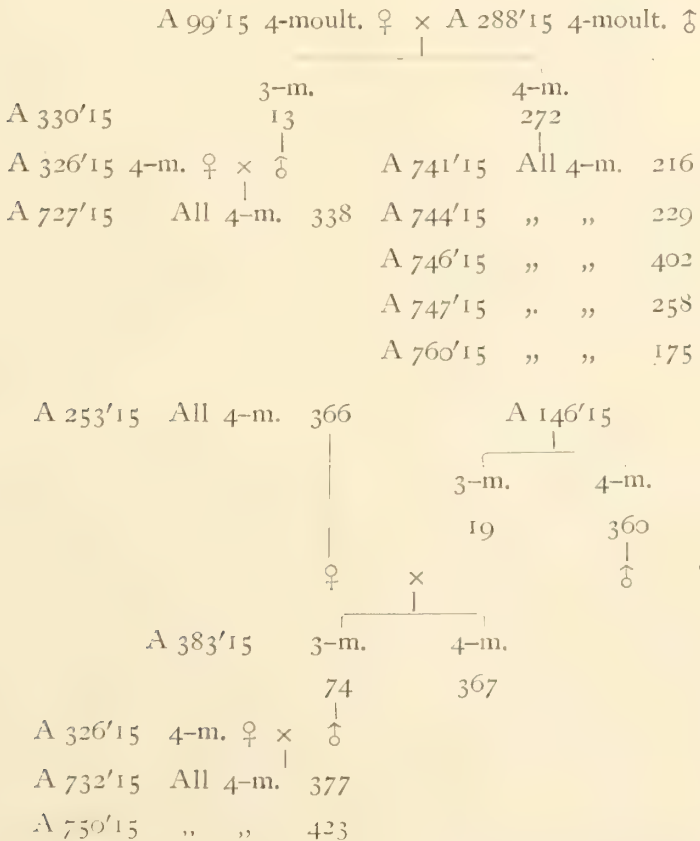 A 99'15 4-moult. ♀ × A 288'15 4-moult. ♂
3-m. 4-m.
A 330'15 13 272
A 326'15 4-m. ♀ × ♂ A 741'15 All 4-m. 216
A 727'15 All 4-m. 338 A 744'15 ,, ,, 229
A 746'15 ,, ,, 402
A 747'15 ,. ,, 258
A 760'15 ,, ,, 175
A 253'15 All 4-m. 366 A 146'15
3-m. 4-m.
19 360
♀ × ♂
A 383'15 3-m. 4-m.
74 367
A 326'15 4-m. ♀ × ♂
A 732'15 All 4-m. 377
A 750'15 ,, ,, 423